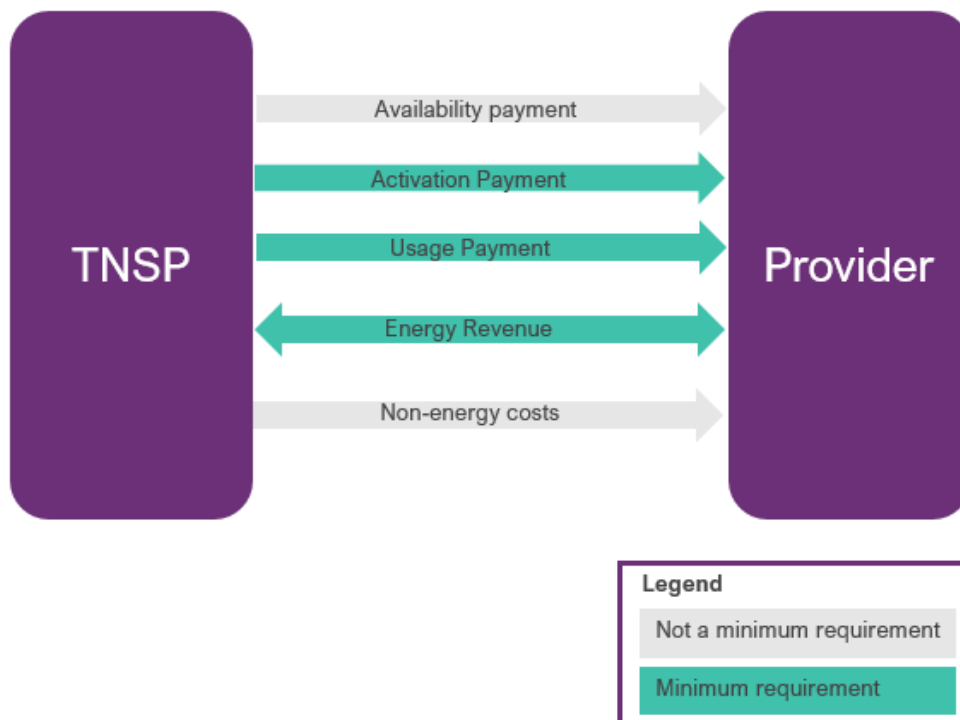 Availability payment
Activation Payment
Usage Payment
TNSP
Provider
Energy Revenue
Non-energy costs
Legend
Not a minimum requirement
Minimum requirement